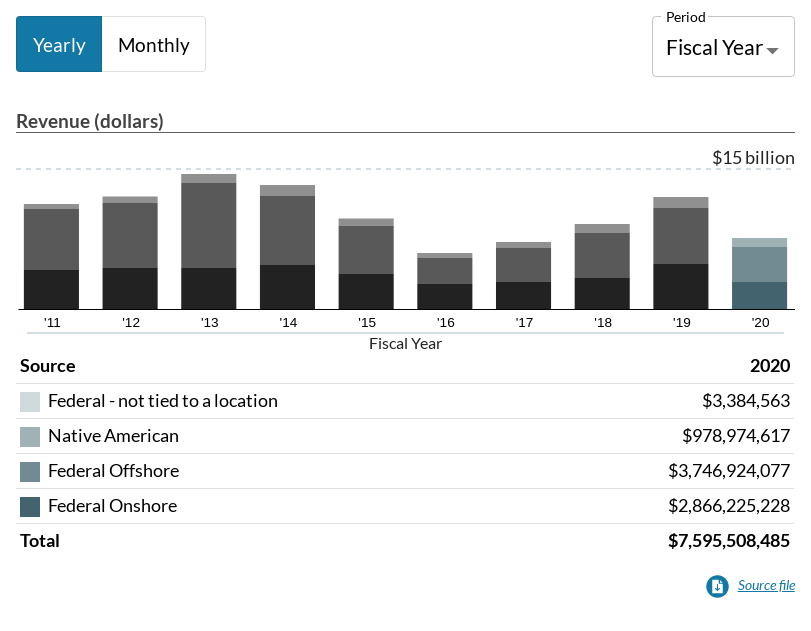 Yearly Monthly
Period
Fiscal Year
Revenue (dollars)
$15 billion
'11 '12 '13 '14 '15 '16 '17 '18 '19 '20
Fiscal Year
Source 2020
Federal - not tied to a location $3,384,563
Native American $978,974,617
Federal Offshore $3,746,924,077
Federal Onshore $2,866,225,228
Total $7,595,508,485
Source file